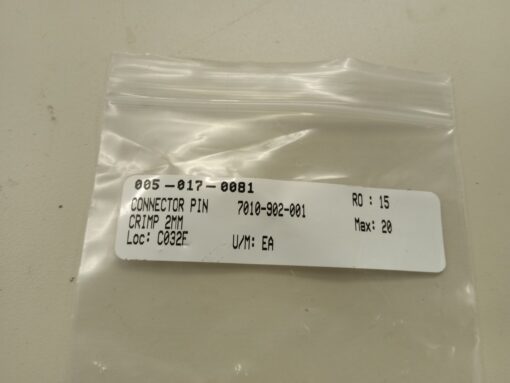 005-017-0081
CONNECTOR PIN 7010-902-001 RO : 15
CRIMP 2MM Max: 20
Loc: C032F U/M: EA